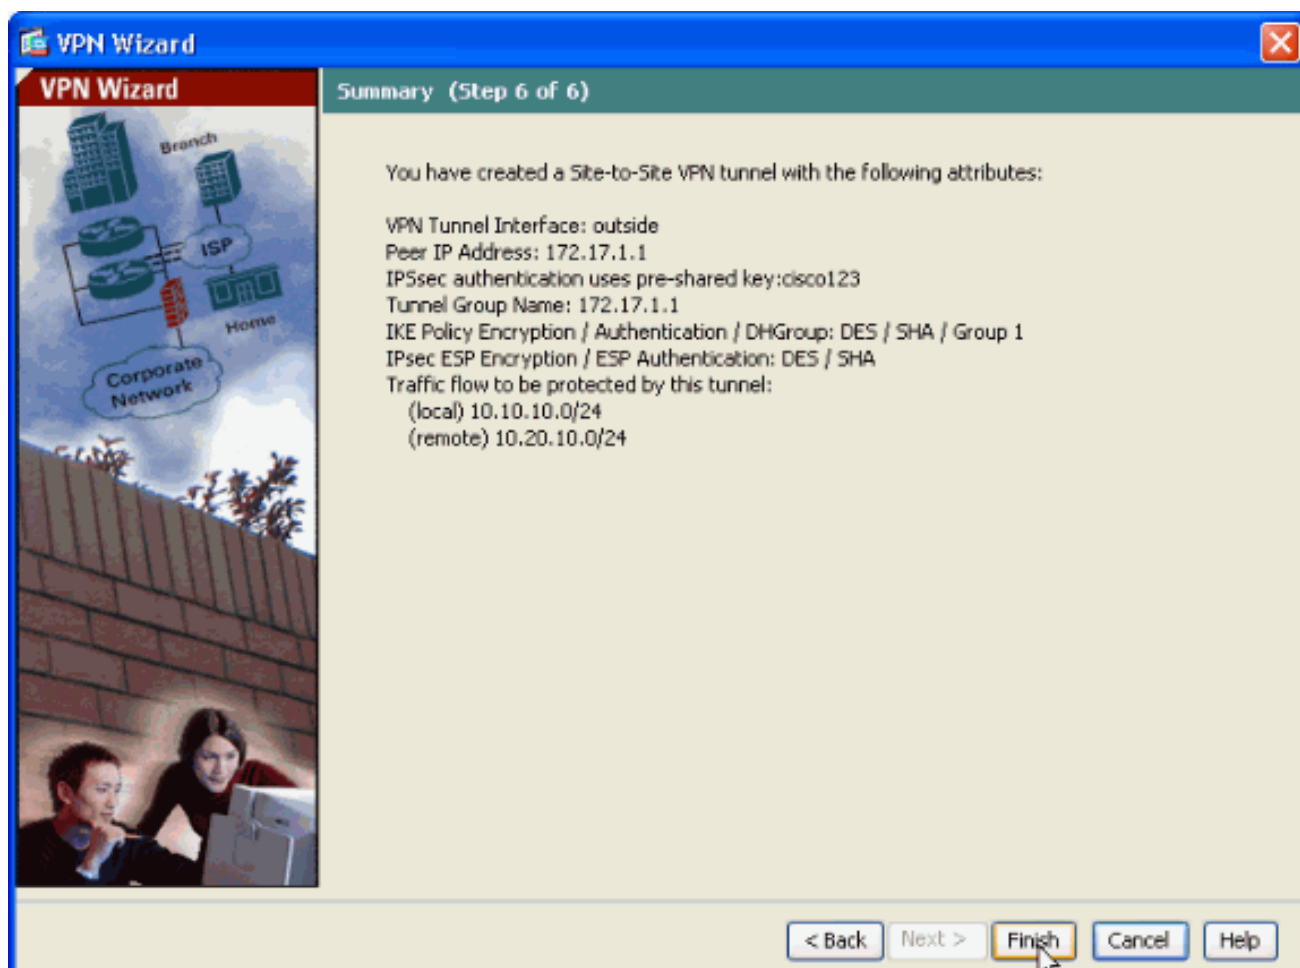 VPN Wizard
VPN Wizard
Summary (Step 6 of 6)
Branch
ISP
Home
Corporate
Network
You have created a Site-to-Site VPN tunnel with the following attributes:
VPN Tunnel Interface: outside
Peer IP Address: 172.17.1.1
IPSsec authentication uses pre-shared key:cisco123
Tunnel Group Name: 172.17.1.1
IKE Policy Encryption / Authentication / DHGroup: DES / SHA / Group 1
IPsec ESP Encryption / ESP Authentication: DES / SHA
Traffic flow to be protected by this tunnel:
(local) 10.10.10.0/24
(remote) 10.20.10.0/24
< Back Next > Finish Cancel Help